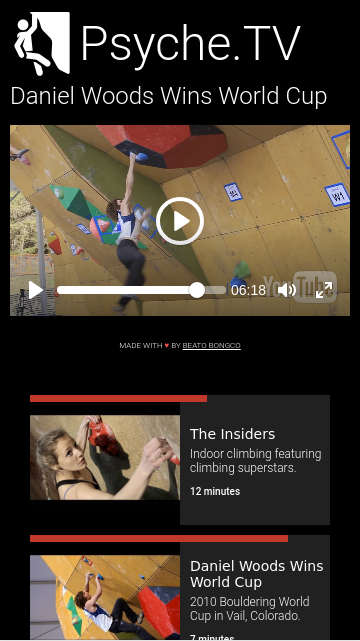 Psyche.TV
Daniel Woods Wins World Cup
W1
06:18
YouTube
MADE WITH ♥ BY BEATO BONGCO
The Insiders
Indoor climbing featuring
climbing superstars.
12 minutes
Daniel Woods Wins
World Cup
2010 Bouldering World
Cup in Vail, Colorado.
7 minutes